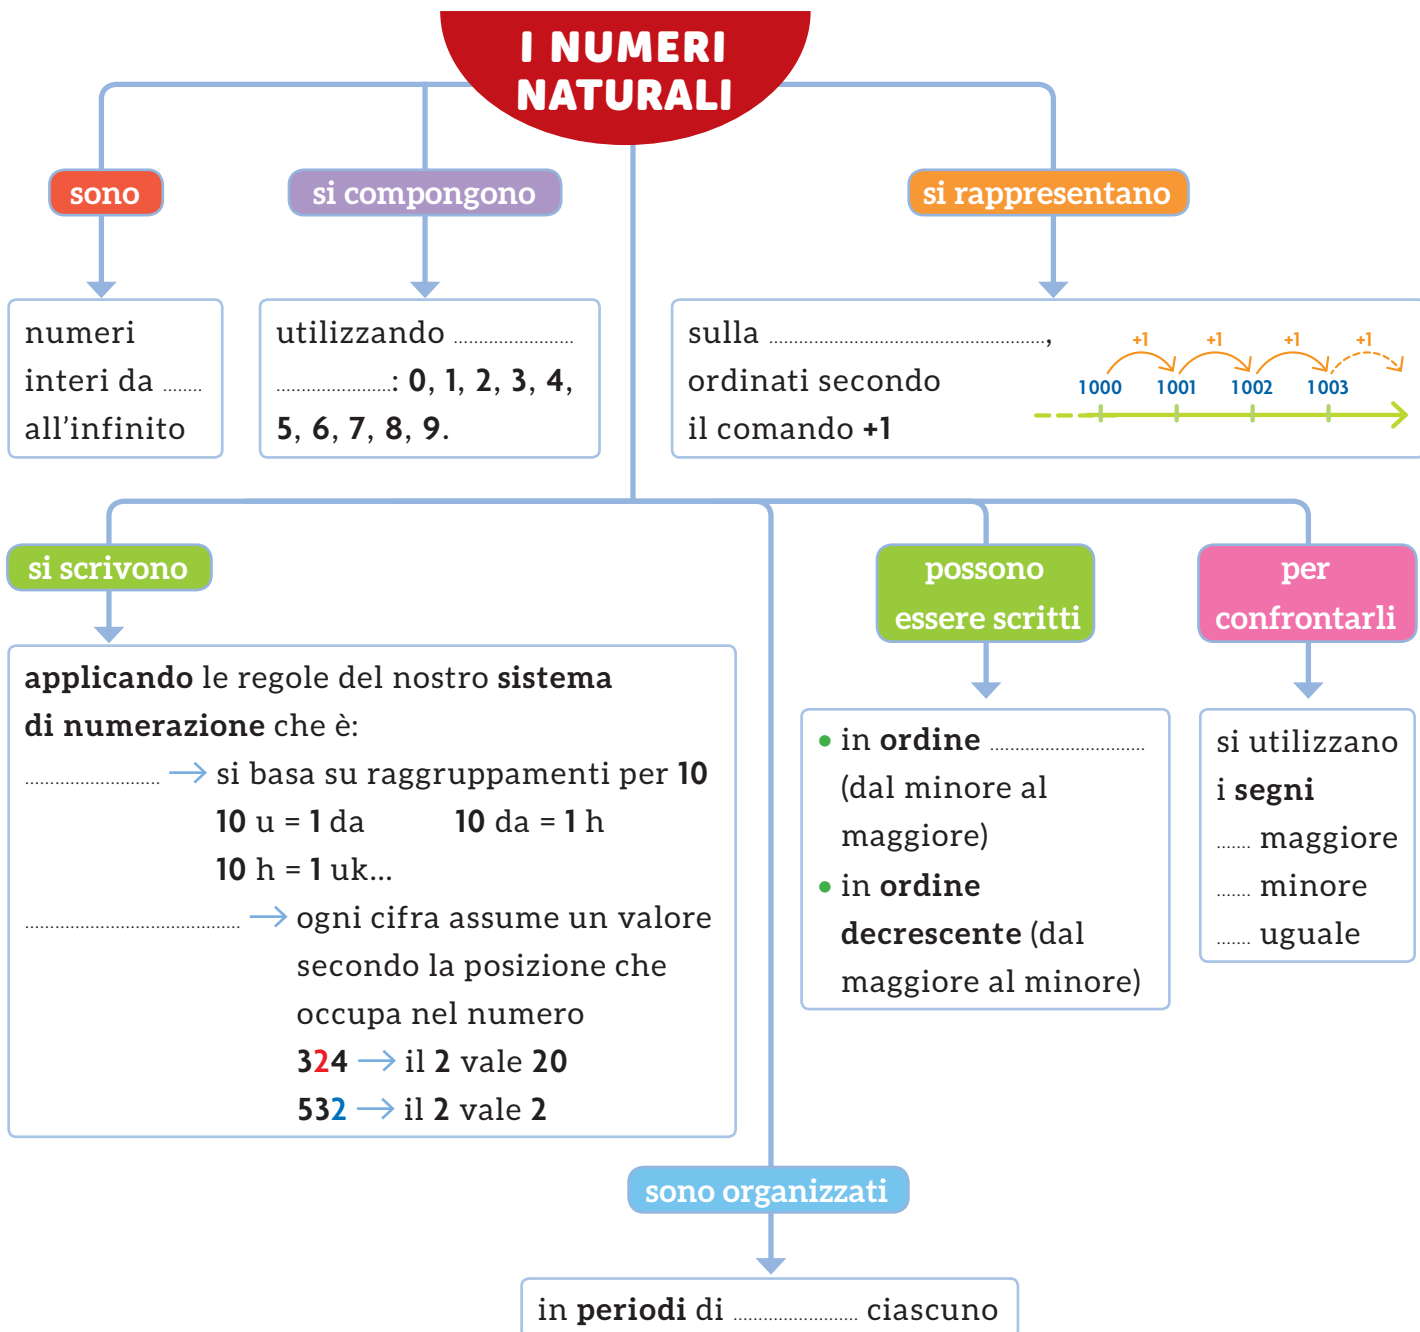 I NUMERI
NATURALI
sono
si compongono
si rappresentano
numeri
interi da ........
all'infinito
utilizzando ........................
........................: 0, 1, 2, 3, 4,
5, 6, 7, 8, 9.
sulla ..............................................,
ordinati secondo
il comando +1
+1 +1 +1 +1
1000 1001 1002 1003
si scrivono
applicando le regole del nostro sistema
di numerazione che è:
........................... → si basa su raggruppamenti per 10
10 u = 1 da 10 da = 1 h
10 h = 1 uk...
........................................... → ogni cifra assume un valore
secondo la posizione che
occupa nel numero
324 → il 2 vale 20
532 → il 2 vale 2
possono
essere scritti
• in ordine ...............................
(dal minore al
maggiore)
• in ordine
decrescente (dal
maggiore al minore)
per
confrontarli
si utilizzano
i segni
....... maggiore
....... minore
....... uguale
sono organizzati
in periodi di ......................... ciascuno